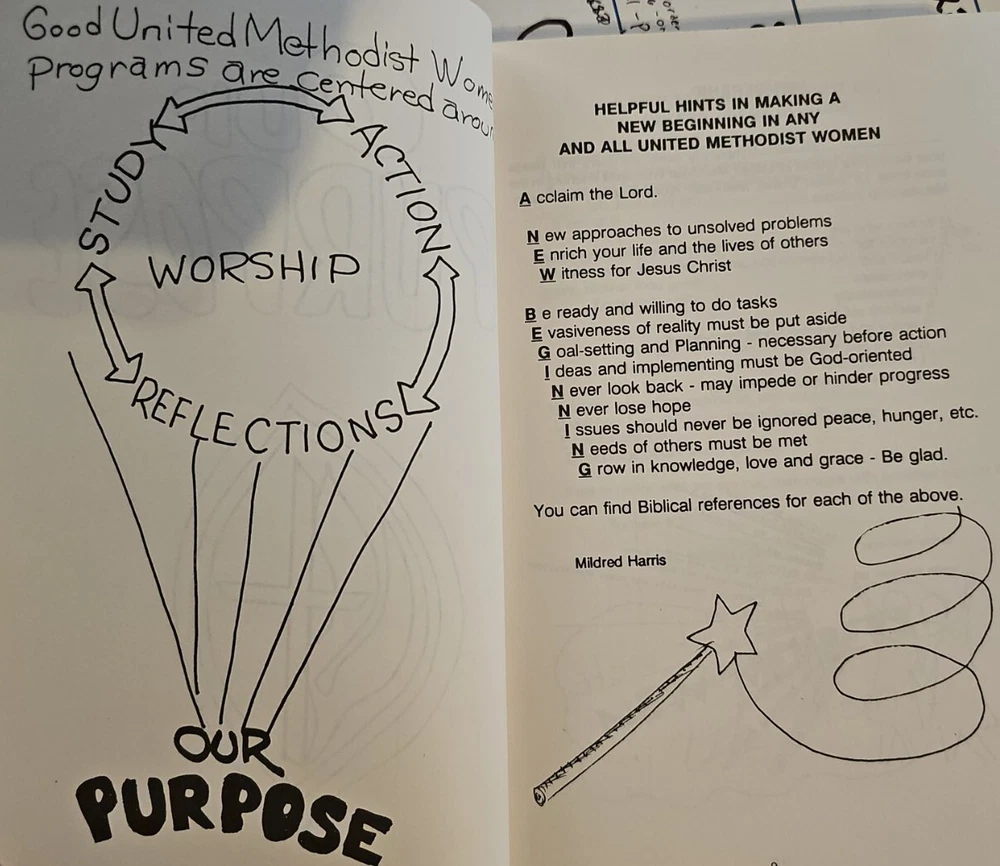 Good United Methodist Wome
Programs are centered arou
STUDY
ACTION
WORSHIP
REFLECTIONS
OUR
PURPOSE
HELPFUL HINTS IN MAKING A
NEW BEGINNING IN ANY
AND ALL UNITED METHODIST WOMEN
A cclaim the Lord.
N ew approaches to unsolved problems
E nrich your life and the lives of others
W itness for Jesus Christ
B e ready and willing to do tasks
E vasiveness of reality must be put aside
G oal-setting and Planning - necessary before action
I deas and implementing must be God-oriented
N ever look back - may impede or hinder progress
N ever lose hope
I ssues should never be ignored peace, hunger, etc.
N eeds of others must be met
G row in knowledge, love and grace - Be glad.
You can find Biblical references for each of the above.
Mildred Harris